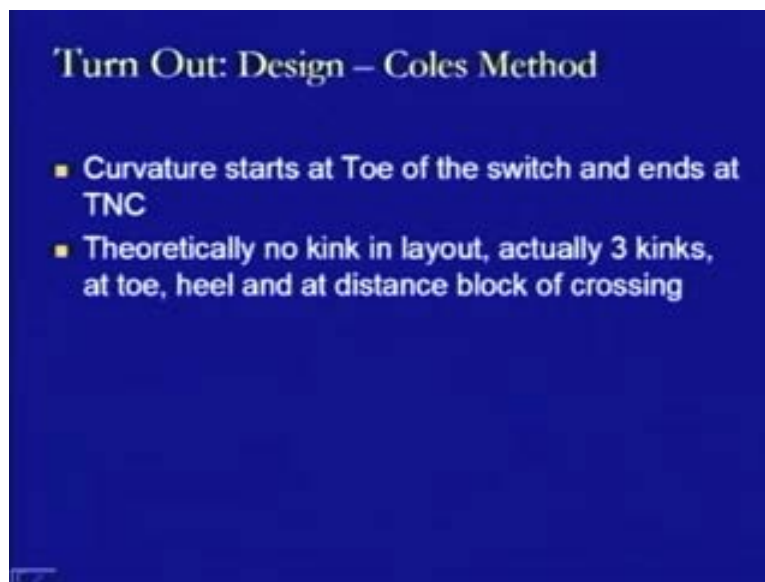 Turn Out: Design – Coles Method
Curvature starts at Toe of the switch and ends at
TNC
Theoretically no kink in layout, actually 3 kinks,
at toe, heel and at distance block of crossing